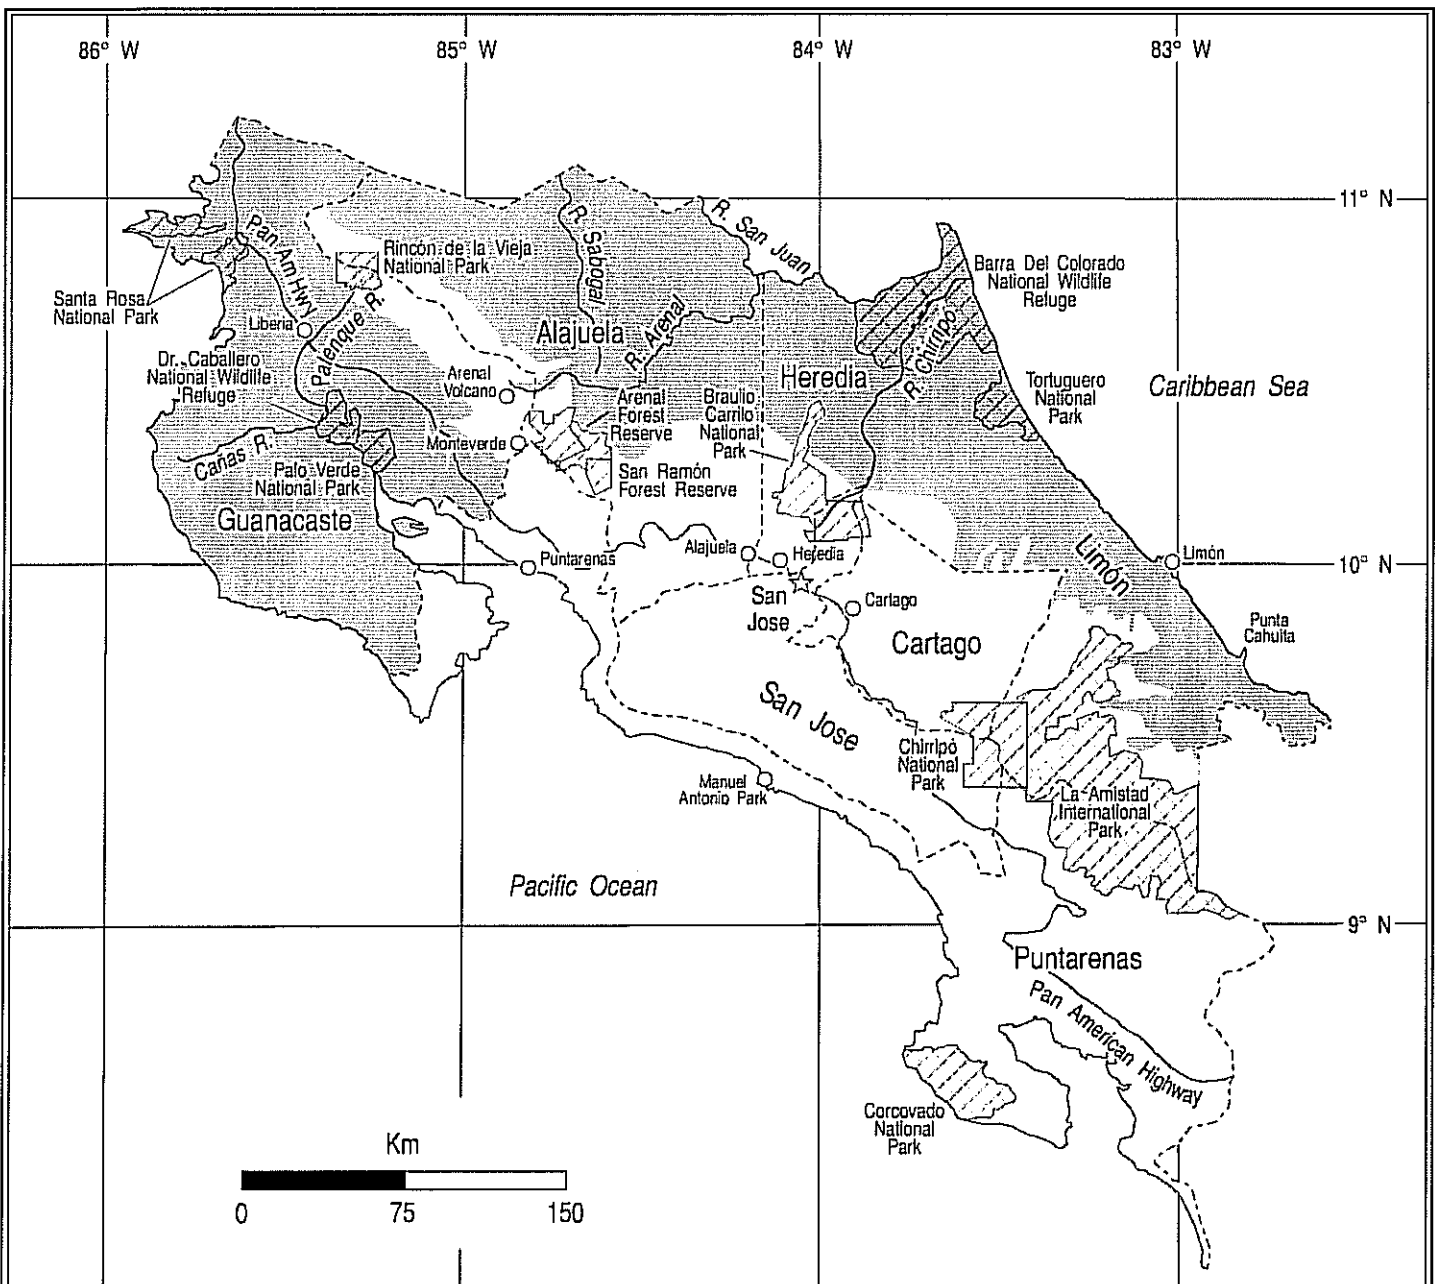 86° W
85° W
84° W
83° W
11° N
R. San Juan
Pan Am Hwy
R. Sabogal
Rincón de la Vieja
National Park
Barra Del Colorado
National Wildlife
Refuge
Santa Rosa
National Park
Liberia
Palenque R.
Alajuela
R. Arenal
R. Chirripó
Dr. Caballero
National Wildlife
Refuge
Arenal
Volcano
Heredia
Arenal
Forest
Reserve
Braulio
Carrilo
National
Park
Tortuguero
National
Park
Caribbean Sea
Cañas R.
Monteverde
Palo Verde
National Park
San Ramón
Forest Reserve
Guanacaste
Puntarenas
Alajuela
Heredia
Limón
Limón
10° N
San
Jose
Cartago
Cartago
Punta
Cahuita
San Jose
Chirripó
National
Park
Manuel
Antonio Park
La Amistad
International
Park
Pacific Ocean
9° N
Puntarenas
Pan American Highway
Corcovado
National
Park
Km
0 75 150